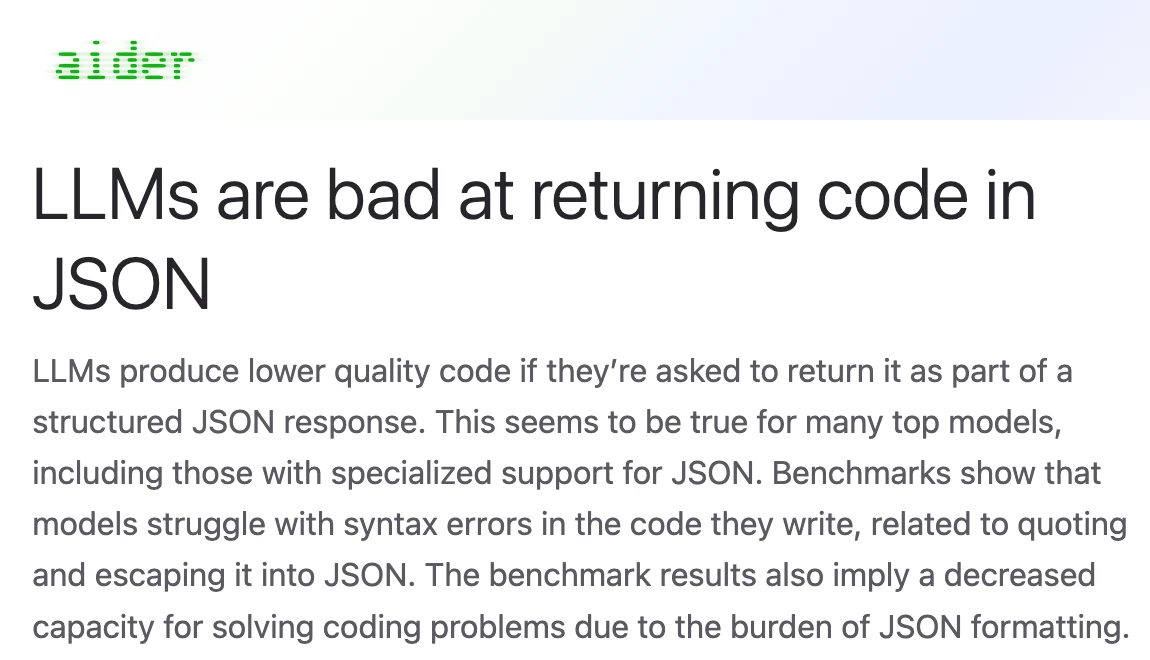 aider
LLMs are bad at returning code in
JSON
LLMs produce lower quality code if they’re asked to return it as part of a
structured JSON response. This seems to be true for many top models,
including those with specialized support for JSON. Benchmarks show that
models struggle with syntax errors in the code they write, related to quoting
and escaping it into JSON. The benchmark results also imply a decreased
capacity for solving coding problems due to the burden of JSON formatting.